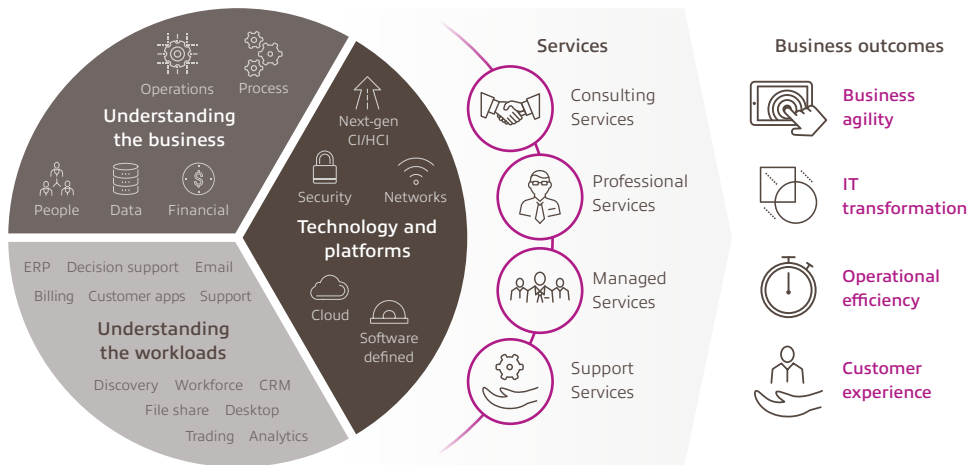 Operations
Process
Understanding
the business
People
Data
Financial
Next-gen
CI/HCI
Security
Networks
Technology and
platforms
Cloud
Software
defined
ERP Decision support Email
Billing Customer apps Support
Understanding
the workloads
Discovery Workforce CRM
File share Desktop
Trading Analytics
Services
Consulting
Services
Professional
Services
Managed
Services
Support
Services
Business outcomes
Business
agility
IT
transformation
Operational
efficiency
Customer
experience